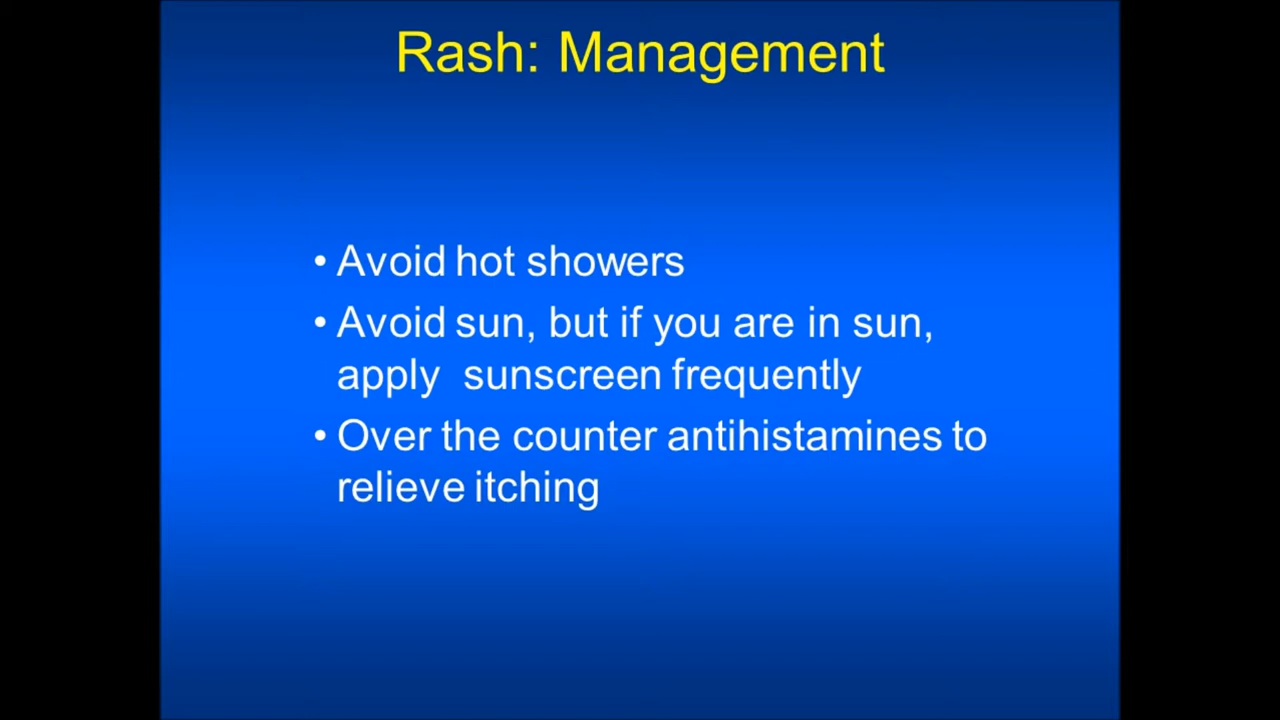 Rash: Management
• Avoid hot showers
• Avoid sun, but if you are in sun,
apply  sunscreen frequently
• Over the counter antihistamines to
relieve itching